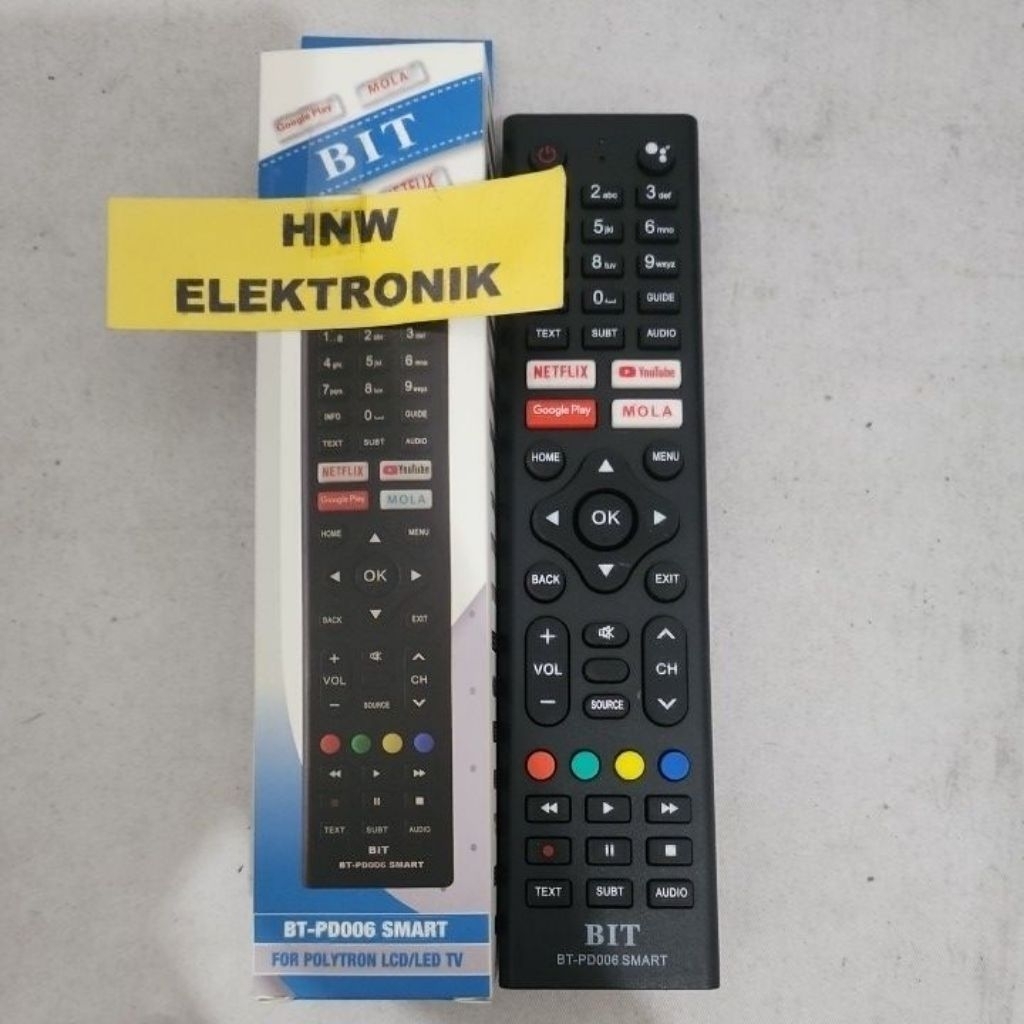 Google Play
MOLA
BIT
NETFLIX
HNW
ELEKTRONIK
1
2abc
3def
4ghi
5jkl
6mno
7pqrs
8tuv
9wxyz
INFO
0
GUIDE
TEXT
SUBT
AUDIO
NETFLIX
YouTube
Google Play
MOLA
HOME
MENU
OK
BACK
EXIT
+
VOL
CH
-
SOURCE
TEXT
SUBT
AUDIO
BIT
BT-PD006 SMART
BT-PD006 SMART
FOR POLYTRON LCD/LED TV
2abc
3def
5jkl
6mno
8tuv
9wxyz
0
GUIDE
TEXT
SUBT
AUDIO
NETFLIX
YouTube
Google Play
MOLA
HOME
MENU
OK
BACK
EXIT
+
VOL
CH
-
SOURCE
TEXT
SUBT
AUDIO
BIT
BT-PD006 SMART